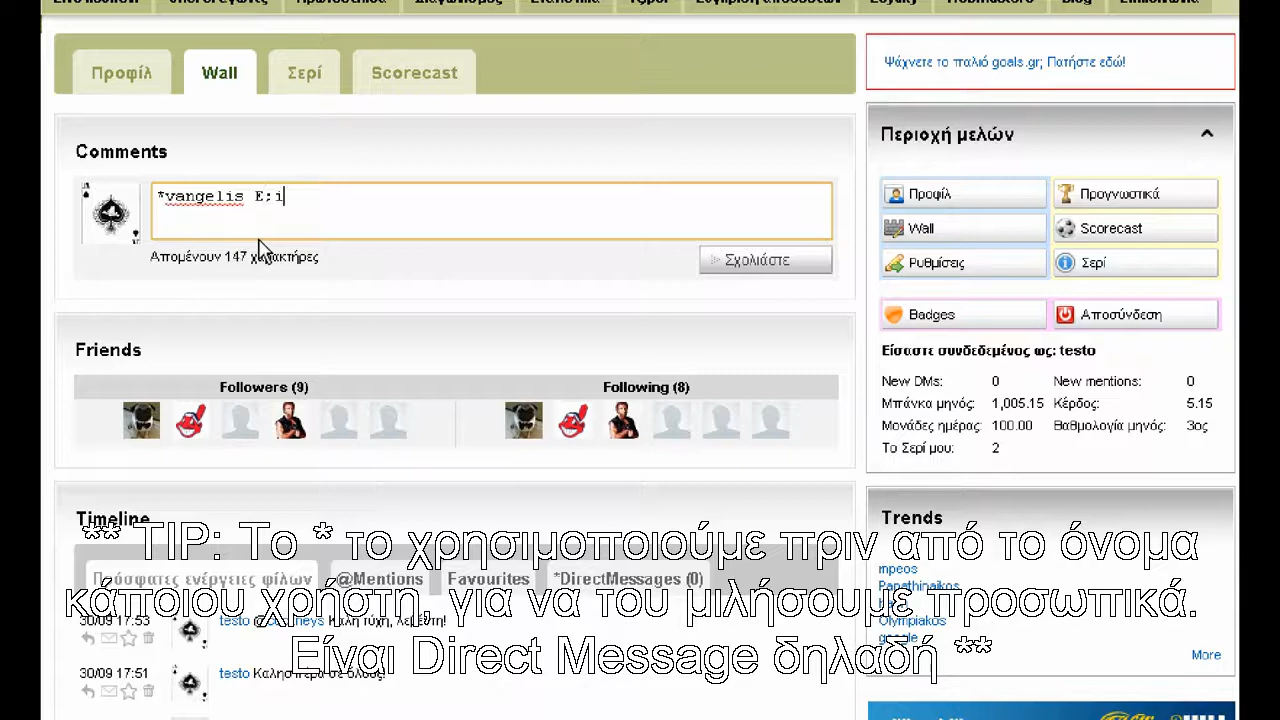 Ψάχνετε το παλιό goals.gr; Πατήστε εδώ!
Προφίλ
Wall
Σερί
Scorecast
Comments
*vangelis E;i
Απομένουν 147 χαρακτήρες
Σχολιάστε
Friends
Followers (9)
Following (8)
Timeline
Πρόσφατες ενέργειες φίλων
@Mentions
Favourites
*DirectMessages (0)
30/09 17:53
testo
30/09 17:51
testo
Περιοχή μελών
Προφίλ
Προγνωστικά
Wall
Scorecast
Ρυθμίσεις
Σερί
Badges
Αποσύνδεση
Είσαστε συνδεδεμένος ως: testo
New DMs: 0 New mentions: 0
Μπάνκα μηνός: 1,005.15 Κέρδος: 5.15
Μονάδες ημέρας: 100.00 Βαθμολογία μηνός: 3ος
Το Σερί μου: 2
Trends
mpeos
Papathinaikos
Olympiakos
google
More
** TIP: Το * το χρησιμοποιούμε πριν από το όνομα
κάποιου χρήστη, για να του μιλήσουμε προσωπικά.
Είναι Direct Message δηλαδή **